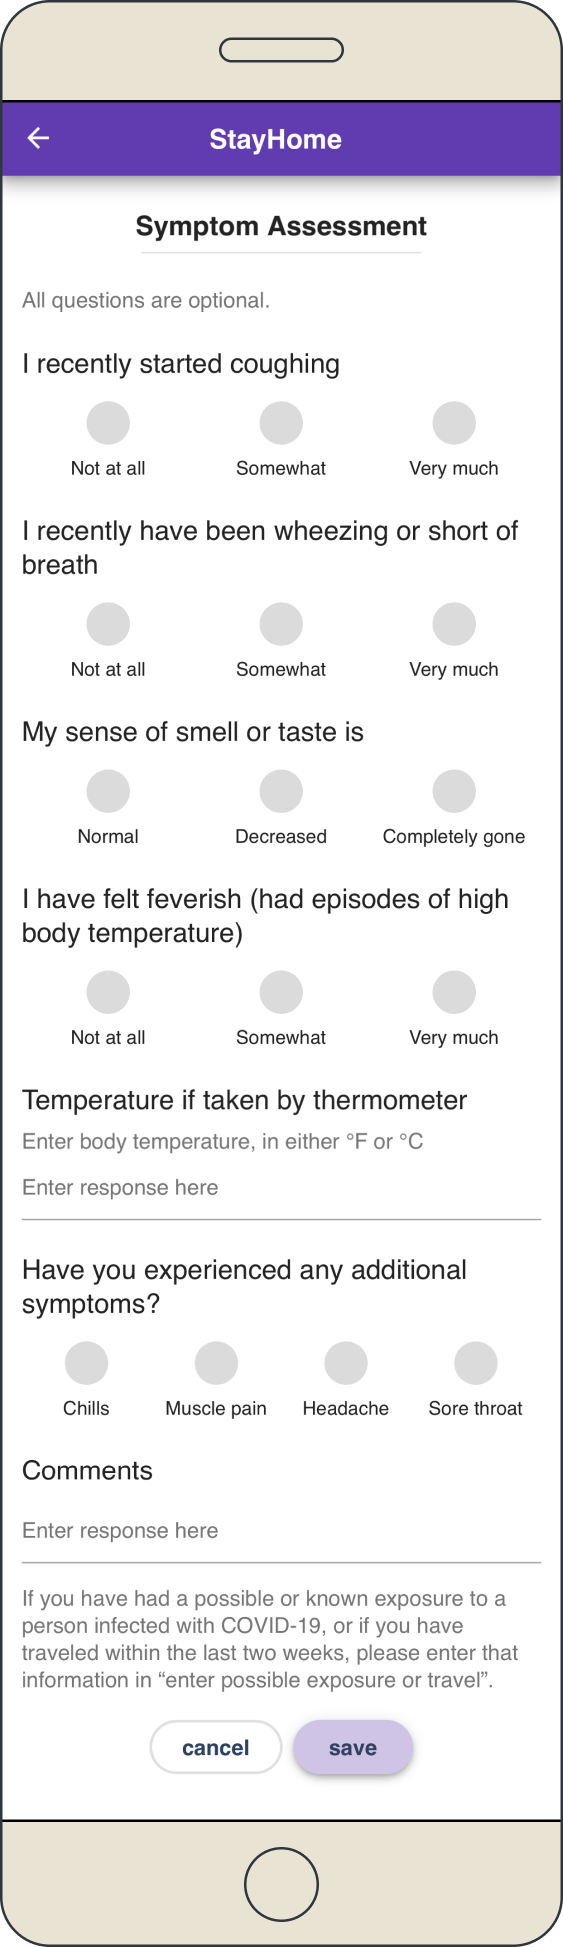 StayHome
Symptom Assessment
All questions are optional.
I recently started coughing
Not at all Somewhat Very much
I recently have been wheezing or short of
breath
Not at all Somewhat Very much
My sense of smell or taste is
Normal Decreased Completely gone
I have felt feverish (had episodes of high
body temperature)
Not at all Somewhat Very much
Temperature if taken by thermometer
Enter body temperature, in either °F or °C
Enter response here
Have you experienced any additional
symptoms?
Chills Muscle pain Headache Sore throat
Comments
Enter response here
If you have had a possible or known exposure to a
person infected with COVID-19, or if you have
traveled within the last two weeks, please enter that
information in “enter possible exposure or travel”.
cancel save